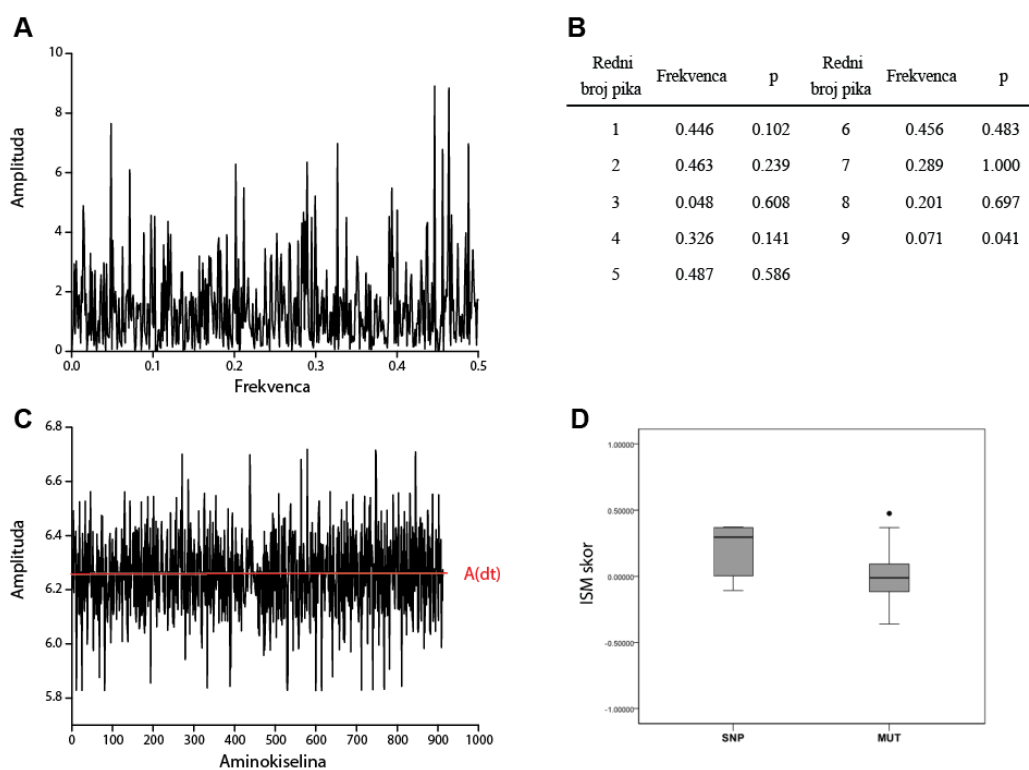 A
10
8
6
4
2
0
Amplituda
0.0 0.1 0.2 0.3 0.4 0.5
Frekvenca
B
Redni broj pika Frekvenca p Redni broj pika Frekvenca p
1 0.446 0.102 6 0.456 0.483
2 0.463 0.239 7 0.289 1.000
3 0.048 0.608 8 0.201 0.697
4 0.326 0.141 9 0.071 0.041
5 0.487 0.586
C
6.8
6.6
6.4
6.2
6.0
5.8
Amplituda
A(dt)
0 100 200 300 400 500 600 700 800 900 1000
Aminokiselina
D
1.00000
0.50000
0.00000
-0.50000
-1.00000
ISM skor
SNP MUT